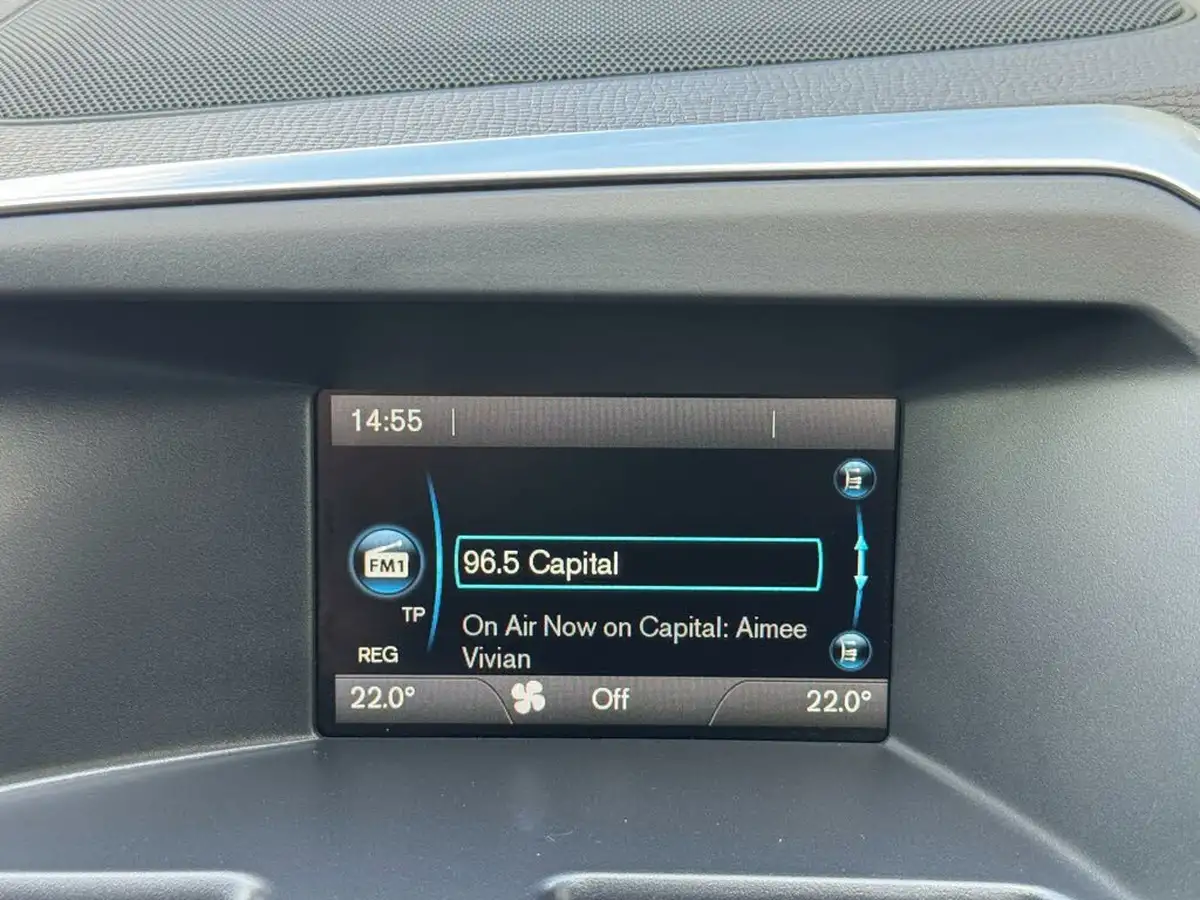 14:55
FM1
96.5 Capital
TP
On Air Now on Capital: Aimee
Vivian
REG
22.0° Off 22.0°